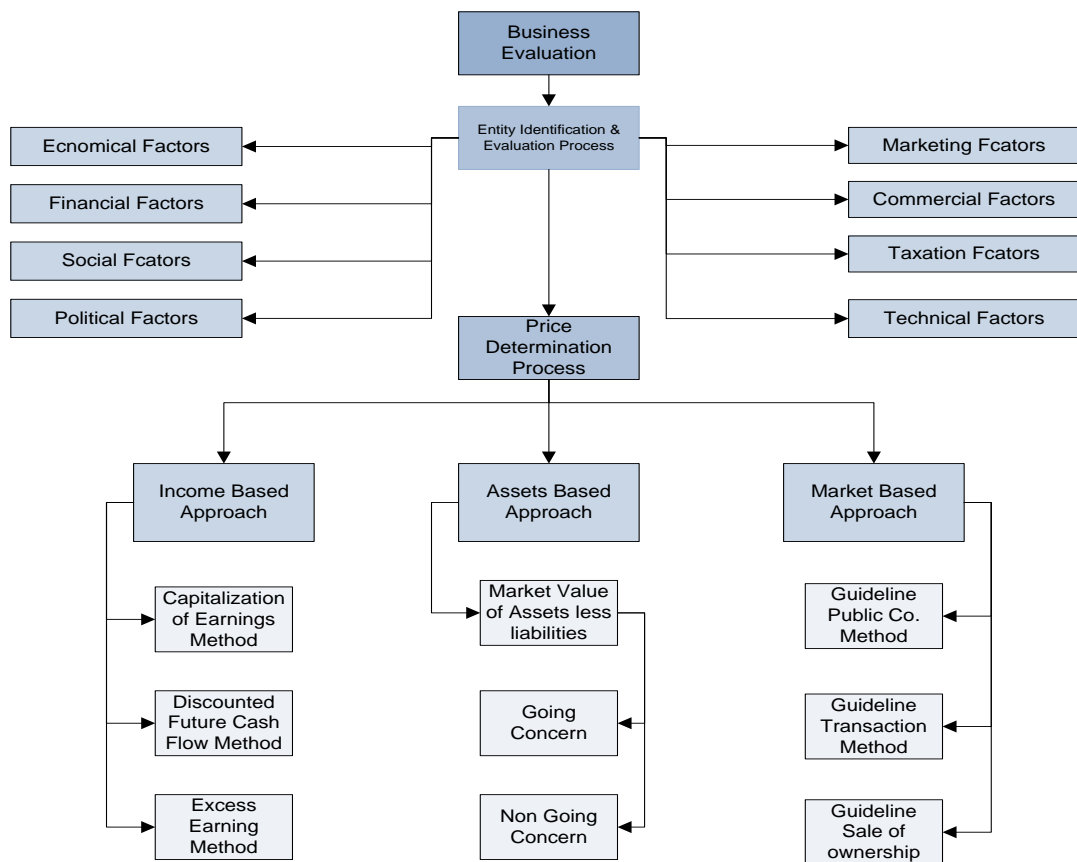 Business
Evaluation
Entity Identification &
Evaluation Process
Ecnomical Factors
Financial Factors
Social Fcators
Political Factors
Marketing Fcators
Commercial Factors
Taxation Fcators
Technical Factors
Price
Determination
Process
Income Based
Approach
Assets Based
Approach
Market Based
Approach
Capitalization
of Earnings
Method
Discounted
Future Cash
Flow Method
Excess
Earning
Method
Market Value
of Assets less
liabilities
Going
Concern
Non Going
Concern
Guideline
Public Co.
Method
Guideline
Transaction
Method
Guideline
Sale of
ownership